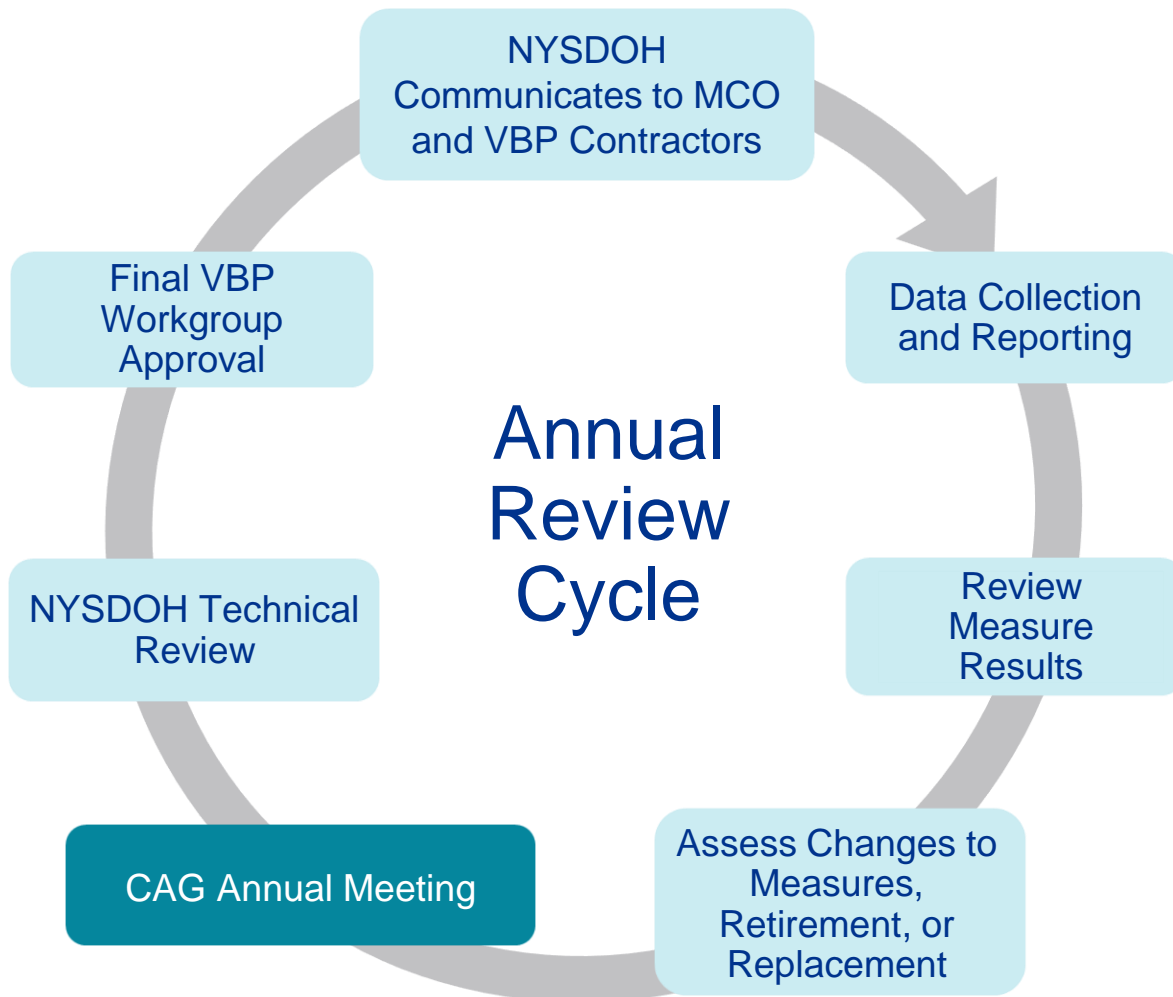 NYSDOH
Communicates to MCO
and VBP Contractors
Data Collection
and Reporting
Review
Measure
Results
Assess Changes to
Measures,
Retirement, or
Replacement
CAG Annual Meeting
NYSDOH Technical
Review
Final VBP
Workgroup
Approval
Annual
Review
Cycle